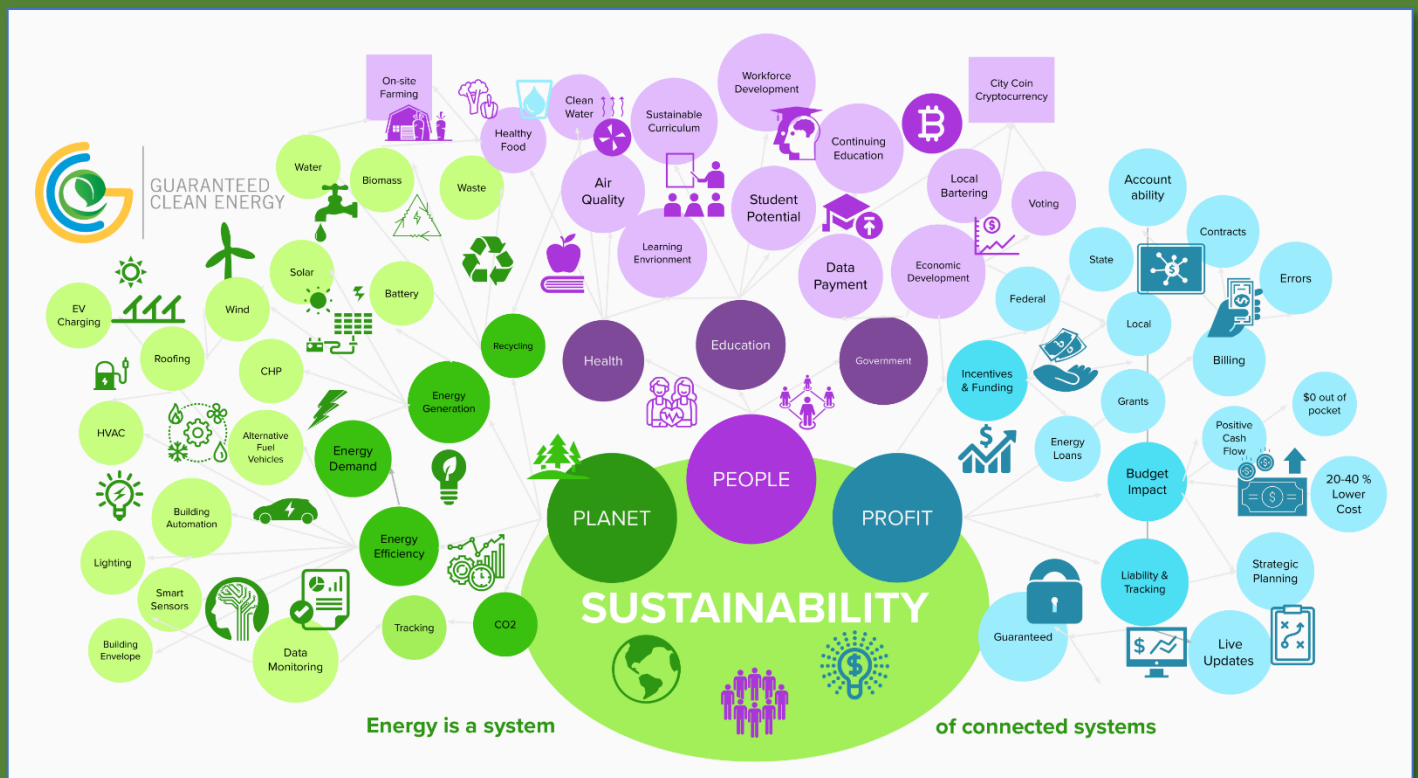 GUARANTEED
CLEAN ENERGY
On-site
Farming
Healthy
Food
Clean
Water
Sustainable
Curriculum
Workforce
Development
Continuing
Education
City Coin
Cryptocurrency
Local
Bartering
Voting
Air
Quality
Learning
Envrionment
Student
Potential
Data
Payment
Economic
Development
Health
Education
Government
Water
Biomass
Waste
Solar
Battery
Wind
EV
Charging
Roofing
CHP
Recycling
Energy
Generation
HVAC
Alternative
Fuel
Vehicles
Energy
Demand
Building
Automation
Energy
Efficiency
Lighting
Smart
Sensors
Building
Envelope
Data
Monitoring
Tracking
CO2
Account
ability
Contracts
State
Errors
Federal
Local
Billing
Incentives
& Funding
Grants
$0 out of
pocket
Positive
Cash
Flow
Energy
Loans
Budget
Impact
20-40 %
Lower
Cost
Liability &
Tracking
Strategic
Planning
Guaranteed
Live
Updates
PLANET
PEOPLE
PROFIT
SUSTAINABILITY
Energy is a system
of connected systems